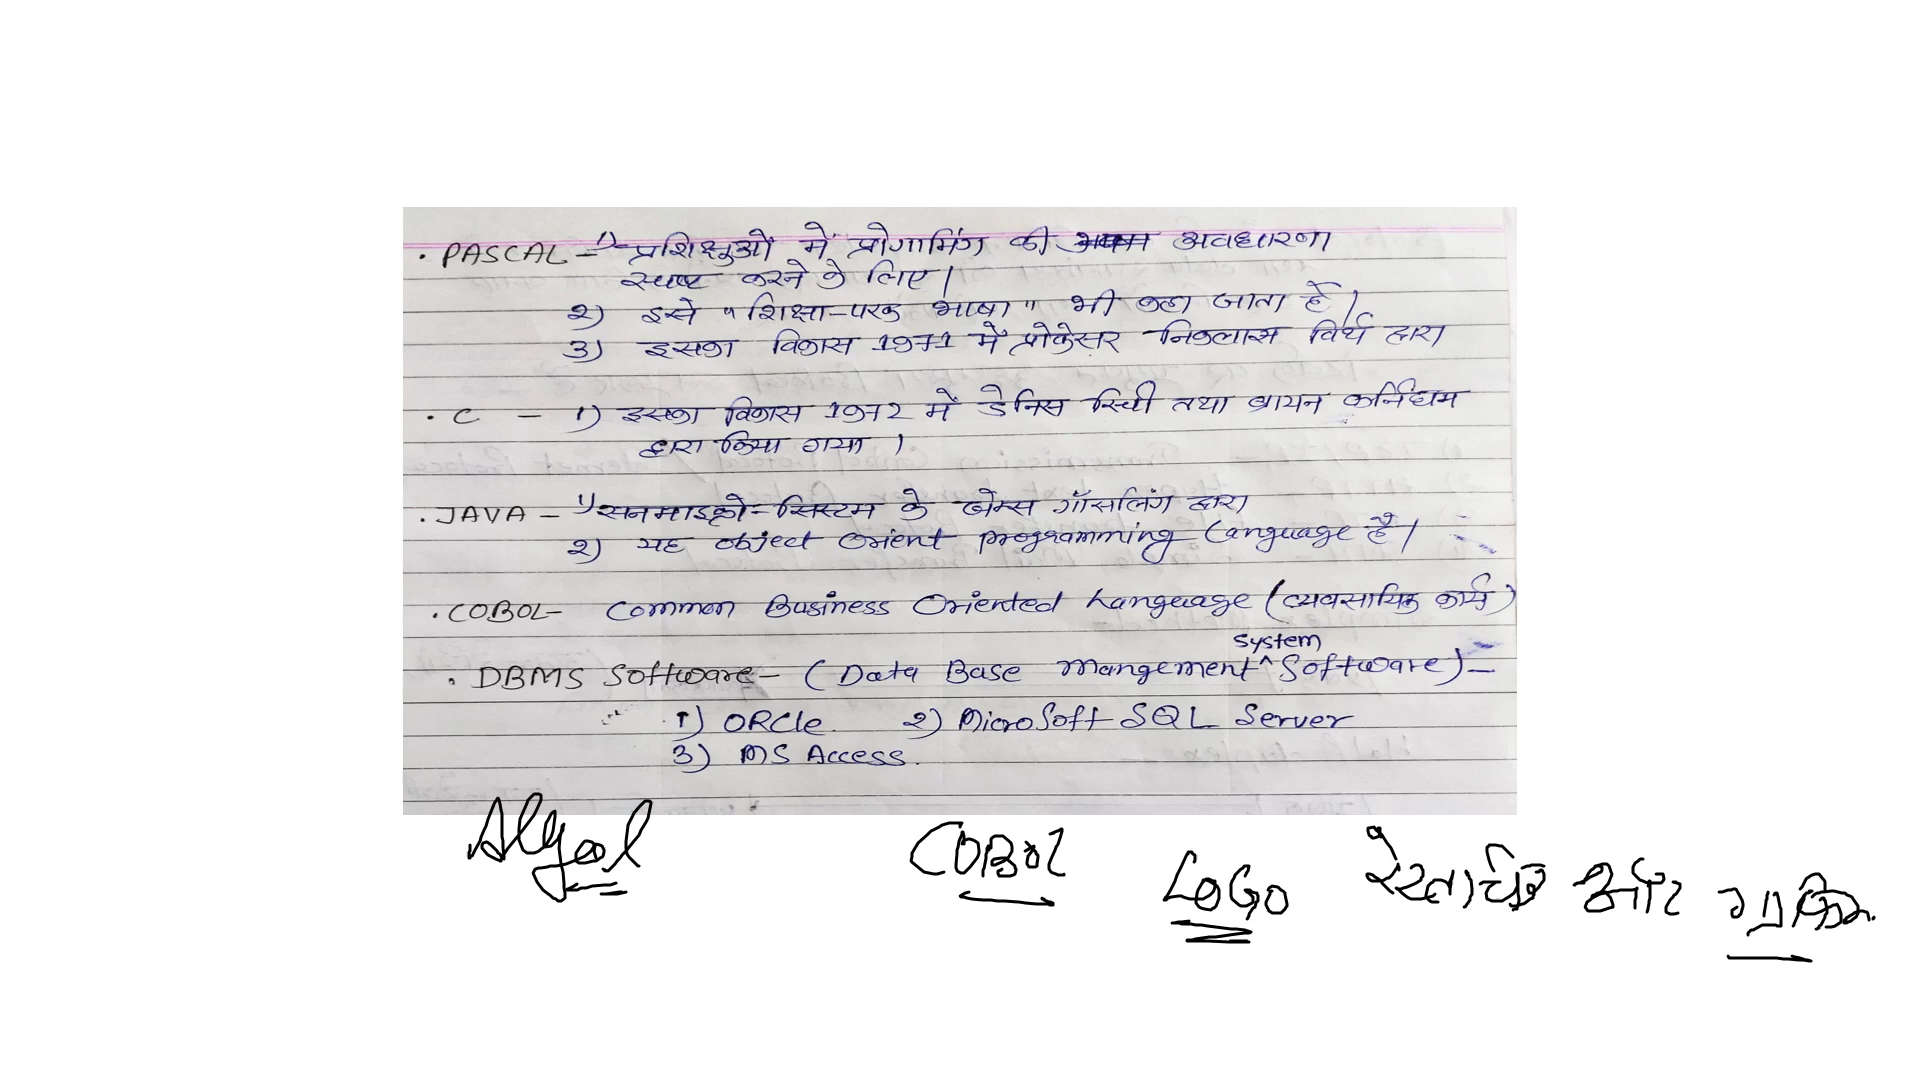 . PASCAL - 1) प्रशिक्षुओं में प्रोगामिंग की अवधारणा
स्पष्ट करने के लिए।
२) इसे "शिक्षा-परक भाषा" भी कहा जाता है।
3) इसका विकास 1971 में प्रोफेसर निकलास विर्थ द्वारा
. C - 1) इसका विकास 1972 में डेनिस रिची तथा ब्रायन कर्निघम
द्वारा किया गया।
. JAVA - 1) सनमाइक्रो-सिस्टम के जेम्स गॉसलिंग द्वारा
२) यह object orient programming Language है।
. COBOL- Common Business Oriented Language (व्यवसायिक कार्य)
. DBMS Software - (Data Base Mangement ^ system Software) -
1) ORCle. २) MicroSoft SQL Server
3) MS Access.
Algol COBOL LOGO रेखाचित्र और